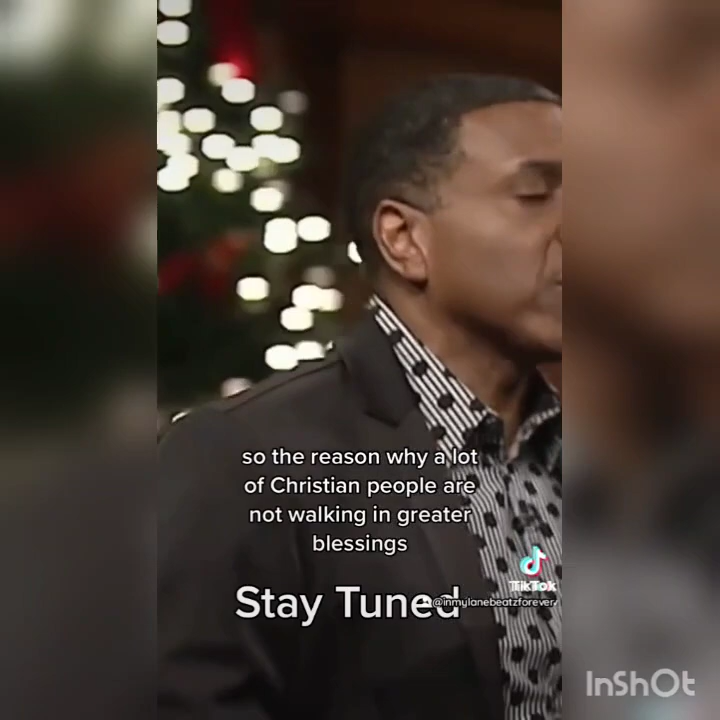 so the reason why a lot
of Christian people are
not walking in greater
blessings
Stay Tuned
TikTok
@inmylanebeatzforever
InShOt